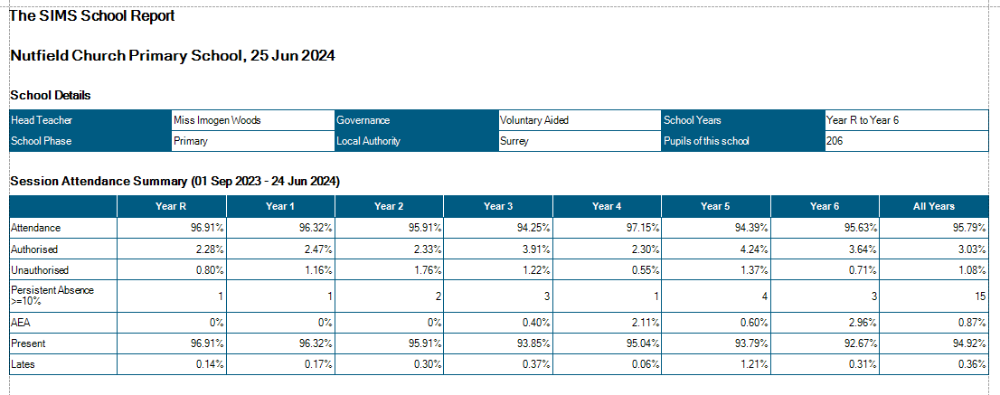 The SIMS School Report
Nutfield Church Primary School, 25 Jun 2024
School Details
Head Teacher Miss Imogen Woods Governance Voluntary Aided School Years Year R to Year 6
School Phase Primary Local Authority Surrey Pupils of this school 206
Session Attendance Summary (01 Sep 2023 - 24 Jun 2024)
Year R Year 1 Year 2 Year 3 Year 4 Year 5 Year 6 All Years
Attendance 96.91% 96.32% 95.91% 94.25% 97.15% 94.39% 95.63% 95.79%
Authorised 2.28% 2.47% 2.33% 3.91% 2.30% 4.24% 3.64% 3.03%
Unauthorised 0.80% 1.16% 1.76% 1.22% 0.55% 1.37% 0.71% 1.08%
Persistent Absence
>=10% 1 1 2 3 1 4 3 15
AEA 0% 0% 0% 0.40% 2.11% 0.60% 2.96% 0.87%
Present 96.91% 96.32% 95.91% 93.85% 95.04% 93.79% 92.67% 94.92%
Lates 0.14% 0.17% 0.30% 0.37% 0.06% 1.21% 0.31% 0.36%